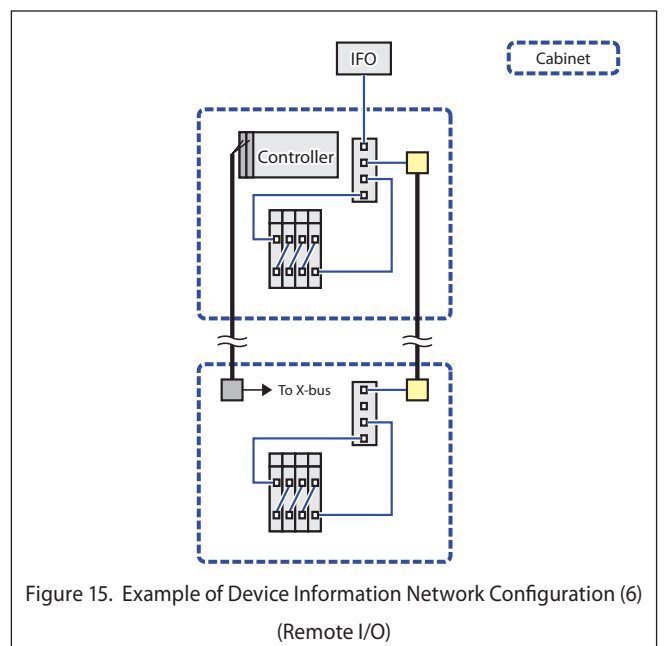 IFO
Cabinet
Controller
To X-bus
Figure 15. Example of Device Information Network Configuration (6)
(Remote I/O)